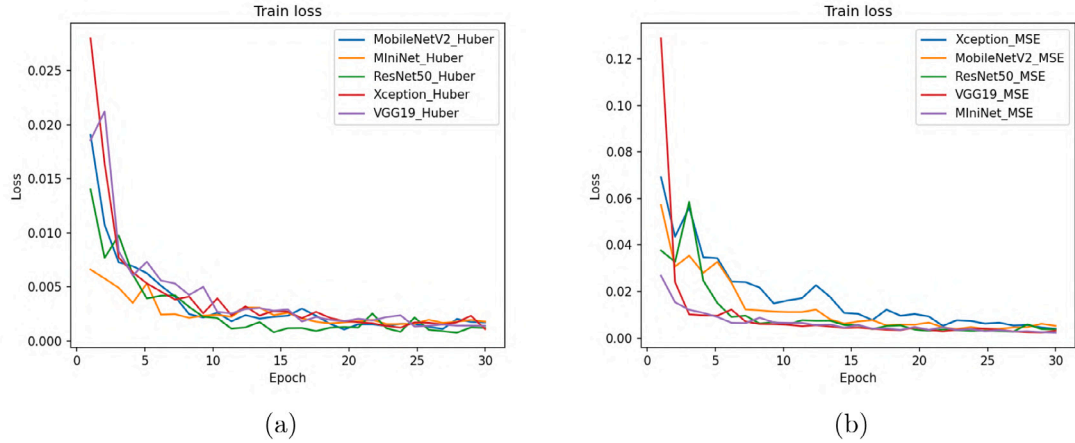 Train loss
Loss
0.025
0.020
0.015
0.010
0.005
0.000
MobileNetV2_Huber
MIniNet_Huber
ResNet50_Huber
Xception_Huber
VGG19_Huber
0 5 10 15 20 25 30
Epoch
(a)
Train loss
Loss
0.12
0.10
0.08
0.06
0.04
0.02
0.00
Xception_MSE
MobileNetV2_MSE
ResNet50_MSE
VGG19_MSE
MIniNet_MSE
0 5 10 15 20 25 30
Epoch
(b)